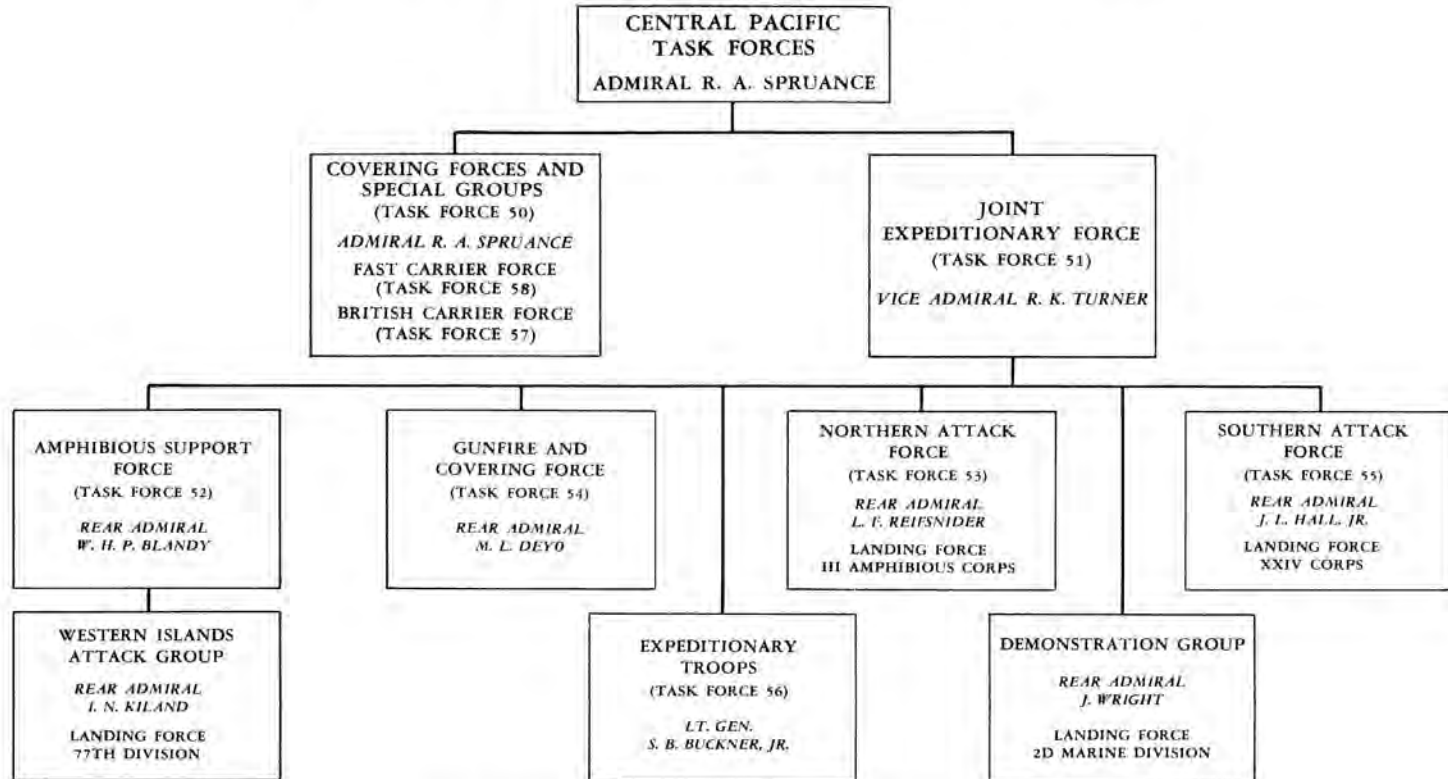 CENTRAL PACIFIC
TASK FORCES
ADMIRAL R. A. SPRUANCE
COVERING FORCES AND
SPECIAL GROUPS
(TASK FORCE 50)
ADMIRAL R. A. SPRUANCE
FAST CARRIER FORCE
(TASK FORCE 58)
BRITISH CARRIER FORCE
(TASK FORCE 57)
JOINT
EXPEDITIONARY FORCE
(TASK FORCE 51)
VICE ADMIRAL R. K. TURNER
AMPHIBIOUS SUPPORT
FORCE
(TASK FORCE 52)
REAR ADMIRAL
W. H. P. BLANDY
GUNFIRE AND
COVERING FORCE
(TASK FORCE 54)
REAR ADMIRAL
M. L. DEYO
NORTHERN ATTACK
FORCE
(TASK FORCE 53)
REAR ADMIRAL
L. F. REIFSNIDER
LANDING FORCE
III AMPHIBIOUS CORPS
SOUTHERN ATTACK
FORCE
(TASK FORCE 55)
REAR ADMIRAL
J. L. HALL, JR.
LANDING FORCE
XXIV CORPS
WESTERN ISLANDS
ATTACK GROUP
REAR ADMIRAL
I. N. KILAND
LANDING FORCE
77TH DIVISION
EXPEDITIONARY
TROOPS
(TASK FORCE 56)
LT. GEN.
S. B. BUCKNER, JR.
DEMONSTRATION GROUP
REAR ADMIRAL
J. WRIGHT
LANDING FORCE
2D MARINE DIVISION